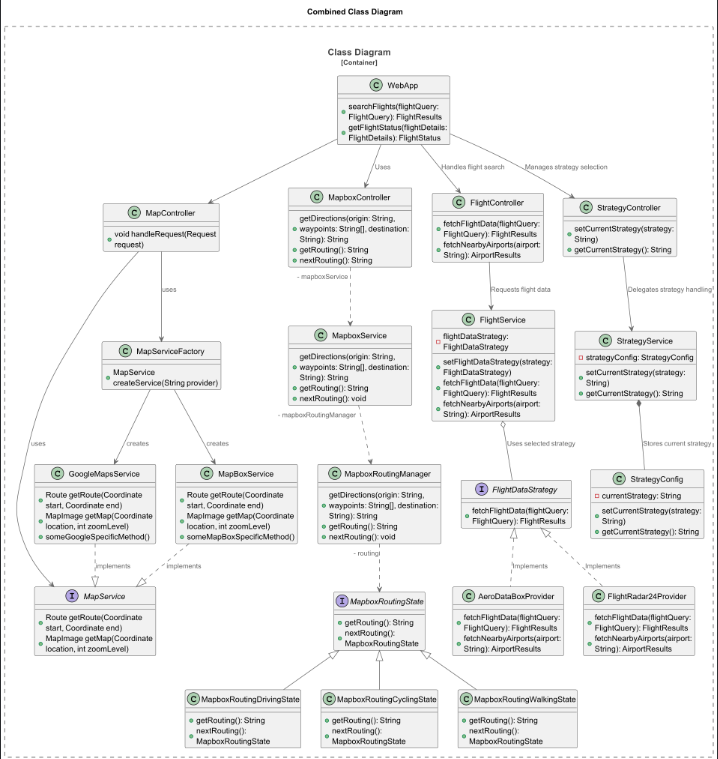 Combined Class Diagram
Class Diagram
[Container]
C WebApp
searchFlights(flightQuery:
FlightQuery): FlightResults
getFlightStatus(flightDetails:
FlightDetails): FlightStatus
Uses
Handles flight search
Manages strategy selection
C MapController
void handleRequest(Request
request)
C MapboxController
getDirections(origin: String,
waypoints: String[], destination:
String): String
getRouting(): String
nextRouting(): String
C FlightController
fetchFlightData(flightQuery:
FlightQuery): FlightResults
fetchNearbyAirports(airport:
String): AirportResults
C StrategyController
setCurrentStrategy(strategy:
String)
getCurrentStrategy(): String
uses
- mapboxService
Requests flight data
Delegates strategy handling
C MapServiceFactory
MapService
createService(String provider)
C MapboxService
getDirections(origin: String,
waypoints: String[], destination:
String): String
getRouting(): String
nextRouting(): void
C FlightService
flightDataStrategy:
FlightDataStrategy
setFlightDataStrategy(strategy:
FlightDataStrategy)
fetchFlightData(flightQuery:
FlightQuery): FlightResults
fetchNearbyAirports(airport:
String): AirportResults
C StrategyService
strategyConfig: StrategyConfig
setCurrentStrategy(strategy:
String)
getCurrentStrategy(): String
uses
creates
creates
- mapboxRoutingManager
Uses selected strategy
Stores current strategy
C GoogleMapsService
Route getRoute(Coordinate
start, Coordinate end)
MapImage getMap(Coordinate
location, int zoomLevel)
someGoogleSpecificMethod()
C MapBoxService
Route getRoute(Coordinate
start, Coordinate end)
MapImage getMap(Coordinate
location, int zoomLevel)
someMapBoxSpecificMethod()
C MapboxRoutingManager
getDirections(origin: String,
waypoints: String[], destination:
String): String
getRouting(): String
nextRouting(): void
I FlightDataStrategy
fetchFlightData(flightQuery:
FlightQuery): FlightResults
C StrategyConfig
currentStrategy: String
setCurrentStrategy(strategy:
String)
getCurrentStrategy(): String
implements
implements
- routing
Implements
Implements
I MapService
Route getRoute(Coordinate
start, Coordinate end)
MapImage getMap(Coordinate
location, int zoomLevel)
I MapboxRoutingState
getRouting(): String
nextRouting():
MapboxRoutingState
C AeroDataBoxProvider
fetchFlightData(flightQuery:
FlightQuery): FlightResults
fetchNearbyAirports(airport:
String): AirportResults
C FlightRadar24Provider
fetchFlightData(flightQuery:
FlightQuery): FlightResults
fetchNearbyAirports(airport:
String): AirportResults
C MapboxRoutingDrivingState
getRouting(): String
nextRouting():
MapboxRoutingState
C MapboxRoutingCyclingState
getRouting(): String
nextRouting():
MapboxRoutingState
C MapboxRoutingWalkingState
getRouting(): String
nextRouting():
MapboxRoutingState